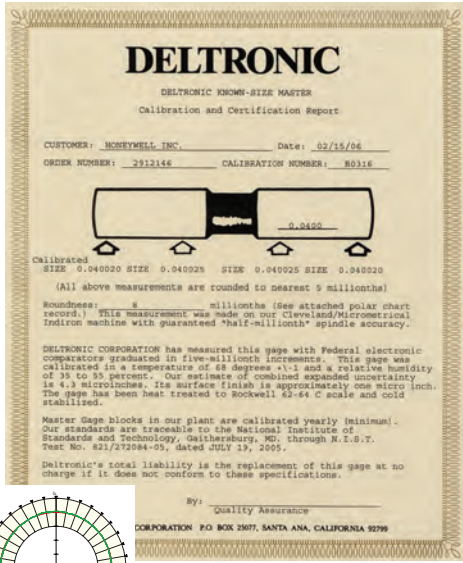 DELTRONIC
DELTRONIC KNOWN-SIZE MASTER
Calibration and Certification Report
CUSTOMER: HONEYWELL INC. Date: 02/15/06
ORDER NUMBER: 2912146 CALIBRATION NUMBER: B0316
0.0400
Calibrated
SIZE 0.040020 SIZE 0.040025 SIZE 0.040025 SIZE 0.040020
(All above measurements are rounded to nearest 5 millionths)
Roundness: 8 millionths (See attached polar chart
record.) This measurement was made on our Cleveland/Micrometrical
Indiron machine with guaranteed "half-millionth" spindle accuracy.
DELTRONIC CORPORATION has measured this gage with Federal electronic
comparators graduated in five-millionth increments. This gage was
calibrated in a temperature of 68 degrees +\-1 and a relative humidity
of 35 to 55 percent. Our estimate of combined expanded uncertainty
is 4.3 microinches. Its surface finish is approximately one micro inch.
The gage has been heat treated to Rockwell 62-64 C scale and cold
stabilized.
Master Gage blocks in our plant are calibrated yearly (minimum).
Our standards are traceable to the National Institute of
Standards and Technology, Gaithersburg, MD. through N.I.S.T.
Test No. 821/272084-05, dated JULY 19, 2005.
Deltronic's total liability is the replacement of this gage at no
charge if it does not conform to these specifications.
By:
Quality Assurance
CORPORATION P.O. BOX 25077, SANTA ANA, CALIFORNIA 92799